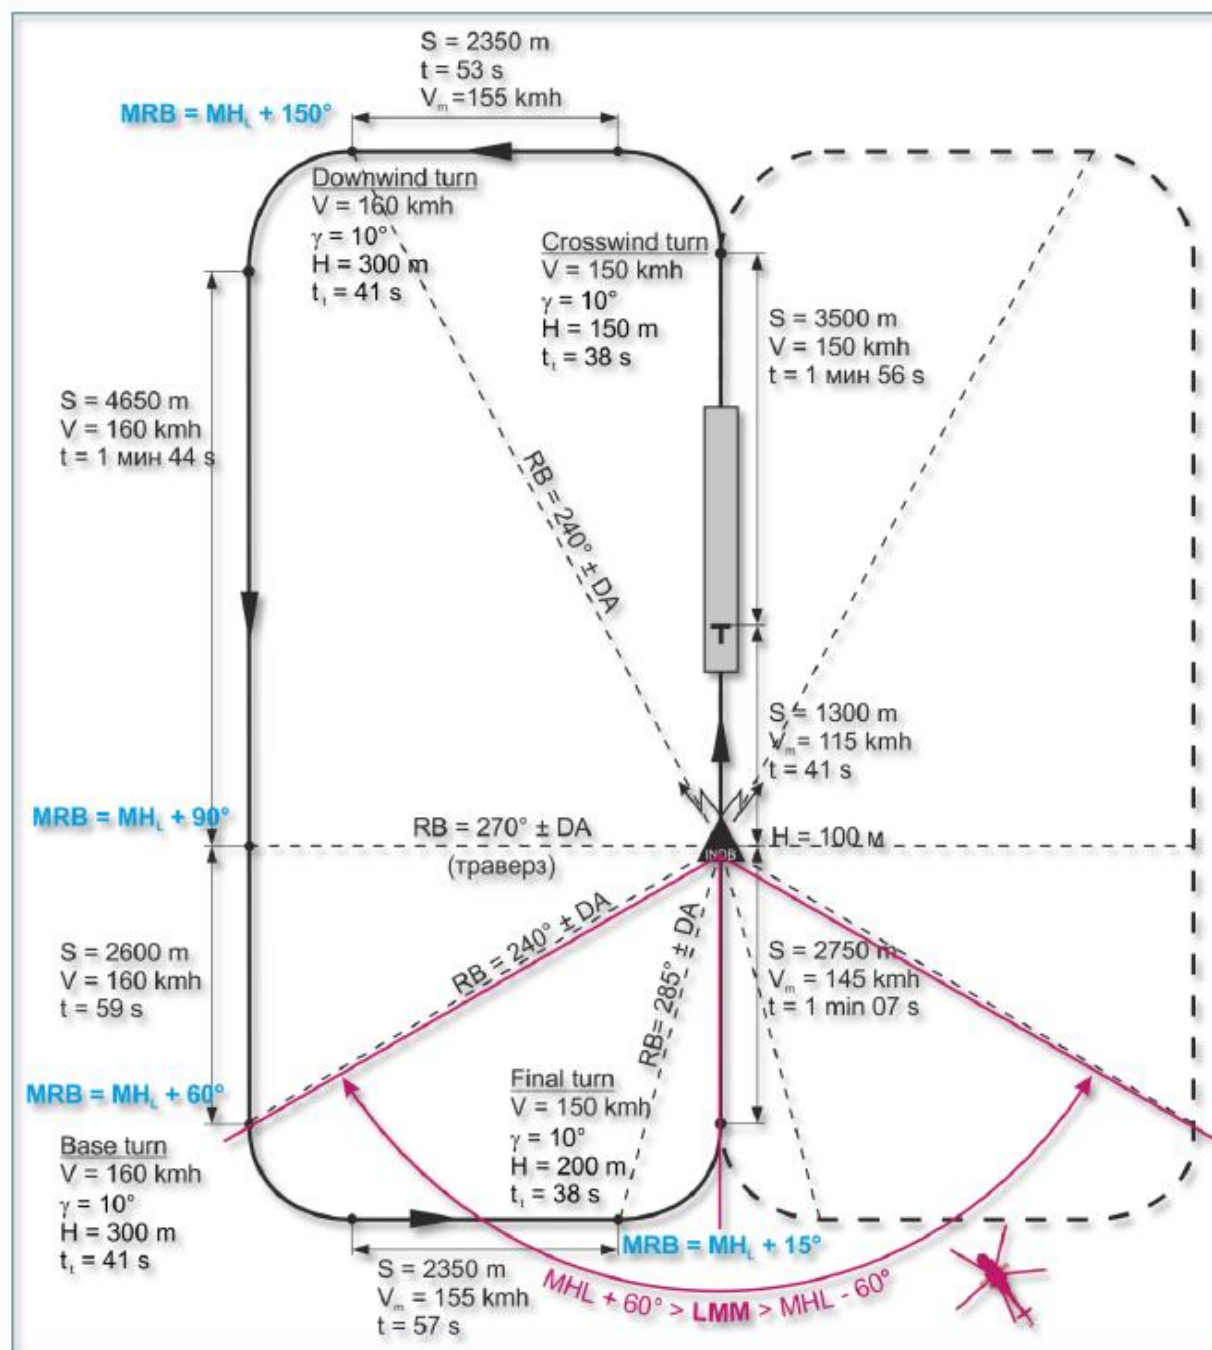 S = 2350 m
t = 53 s
Vm =155 kmh
MRB = MHL + 150°
Downwind turn
V = 160 kmh
γ = 10°
H = 300 m
t₁ = 41 s
Crosswind turn
V = 150 kmh
γ = 10°
H = 150 m
t₁ = 38 s
S = 3500 m
V = 150 kmh
t = 1 мин 56 s
S = 4650 m
V = 160 kmh
t = 1 мин 44 s
RB = 240° ± DA
T
S = 1300 m
Vm = 115 kmh
t = 41 s
MRB = MHL + 90°
RB = 270° ± DA
(траверз)
H = 100 м
S = 2600 m
V = 160 kmh
t = 59 s
RB = 240° ± DA
RB= 285° ± DA
S = 2750 m
Vm = 145 kmh
t = 1 min 07 s
MRB = MHL + 60°
Base turn
V = 160 kmh
γ = 10°
H = 300 m
t₁ = 41 s
Final turn
V = 150 kmh
γ = 10°
H = 200 m
t₁ = 38 s
MRB = MHL + 15°
S = 2350 m
Vm = 155 kmh
t = 57 s
MHL + 60° > LMM > MHL - 60°